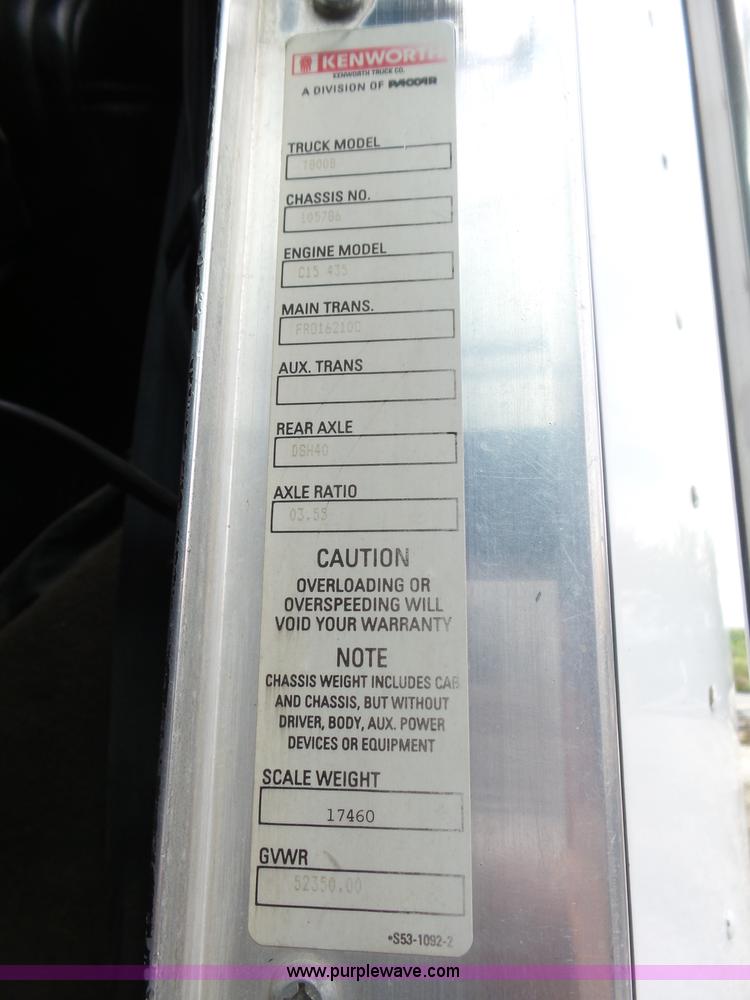 KENWORTH
KENWORTH TRUCK CO.
A DIVISION OF PACCAR
TRUCK MODEL
T800B
CHASSIS NO.
105786
ENGINE MODEL
C15 435
MAIN TRANS.
FRO16210C
AUX. TRANS
REAR AXLE
DSH40
AXLE RATIO
03.55
CAUTION
OVERLOADING OR
OVERSPEEDING WILL
VOID YOUR WARRANTY
NOTE
CHASSIS WEIGHT INCLUDES CAB
AND CHASSIS, BUT WITHOUT
DRIVER, BODY, AUX. POWER
DEVICES OR EQUIPMENT
SCALE WEIGHT
17460
GVWR
52350.00
*S53-1092-2
www.purplewave.com